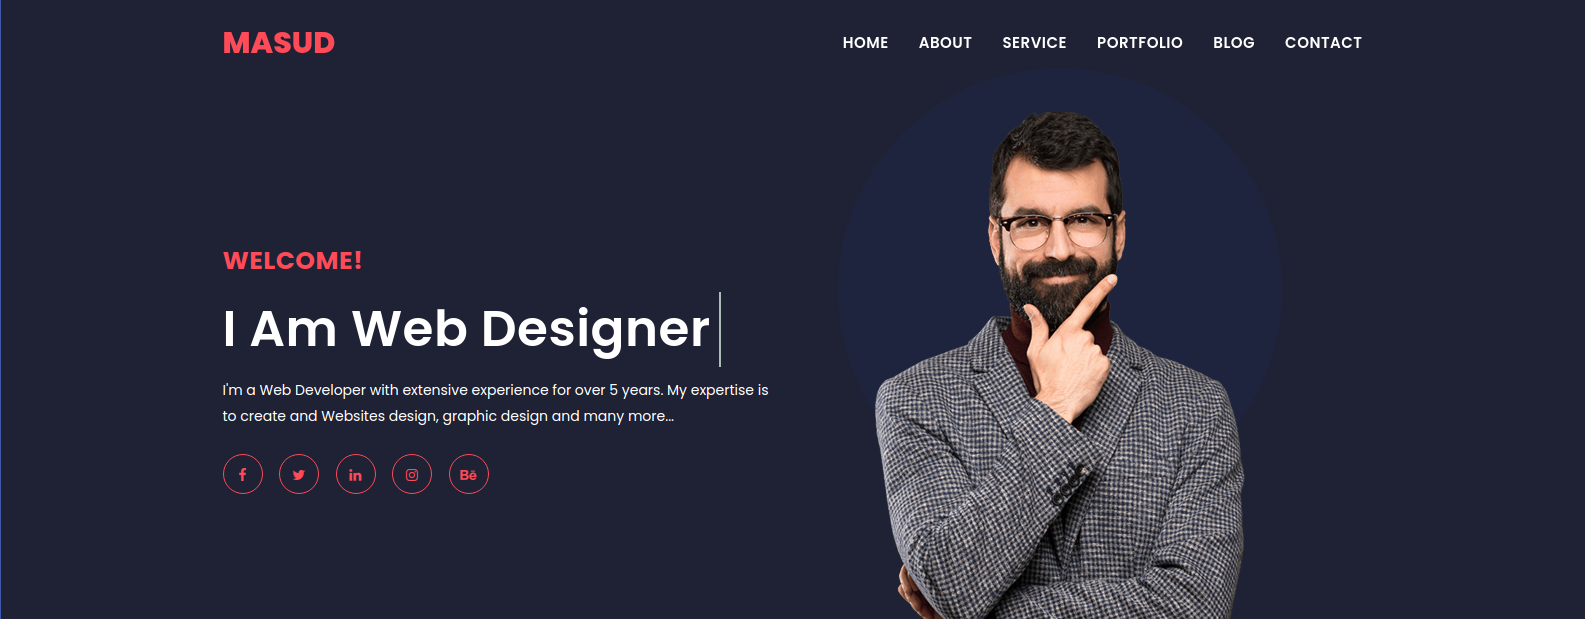 MASUD
HOME ABOUT SERVICE PORTFOLIO BLOG CONTACT
WELCOME!
I Am Web Designer
I'm a Web Developer with extensive experience for over 5 years. My expertise is
to create and Websites design, graphic design and many more...
Bē